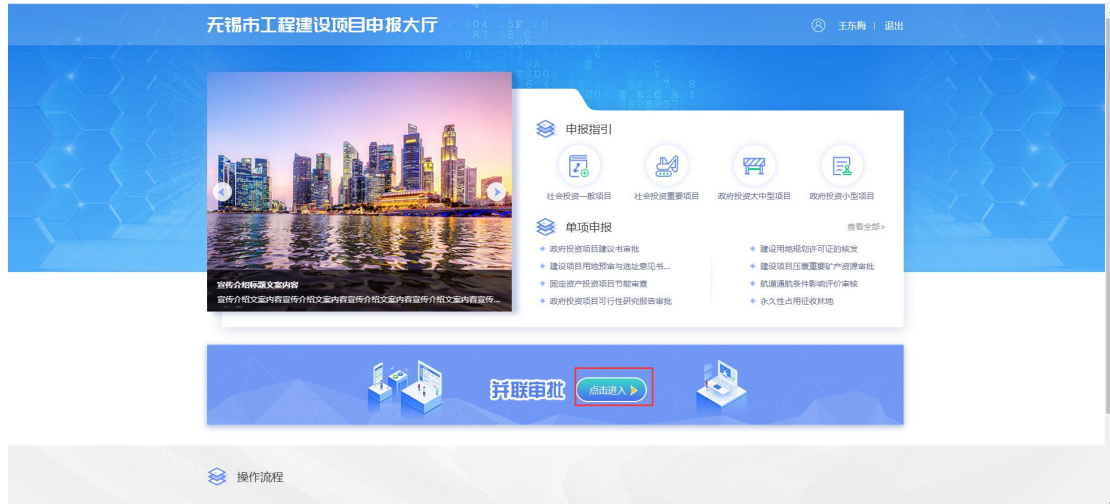 无锡市工程建设项目申报大厅
王东梅 | 退出
申报指引
社会投资一般项目 社会投资重要项目 政府投资大中型项目 政府投资小型项目
单项申报 查看全部>
政府投资项目建议书审批 建设用地规划许可证的核发
建设项目用地预审与选址意见书... 建设项目压覆重要矿产资源审批
固定资产投资项目节能审查 航道通航条件影响评价审核
政府投资项目可行性研究报告审批 永久性占用征收林地
宣传介绍标题文案内容
宣传介绍文案内容宣传介绍文案内容宣传介绍文案内容宣传介绍文案内容宣传...
并联审批 点击进入
操作流程